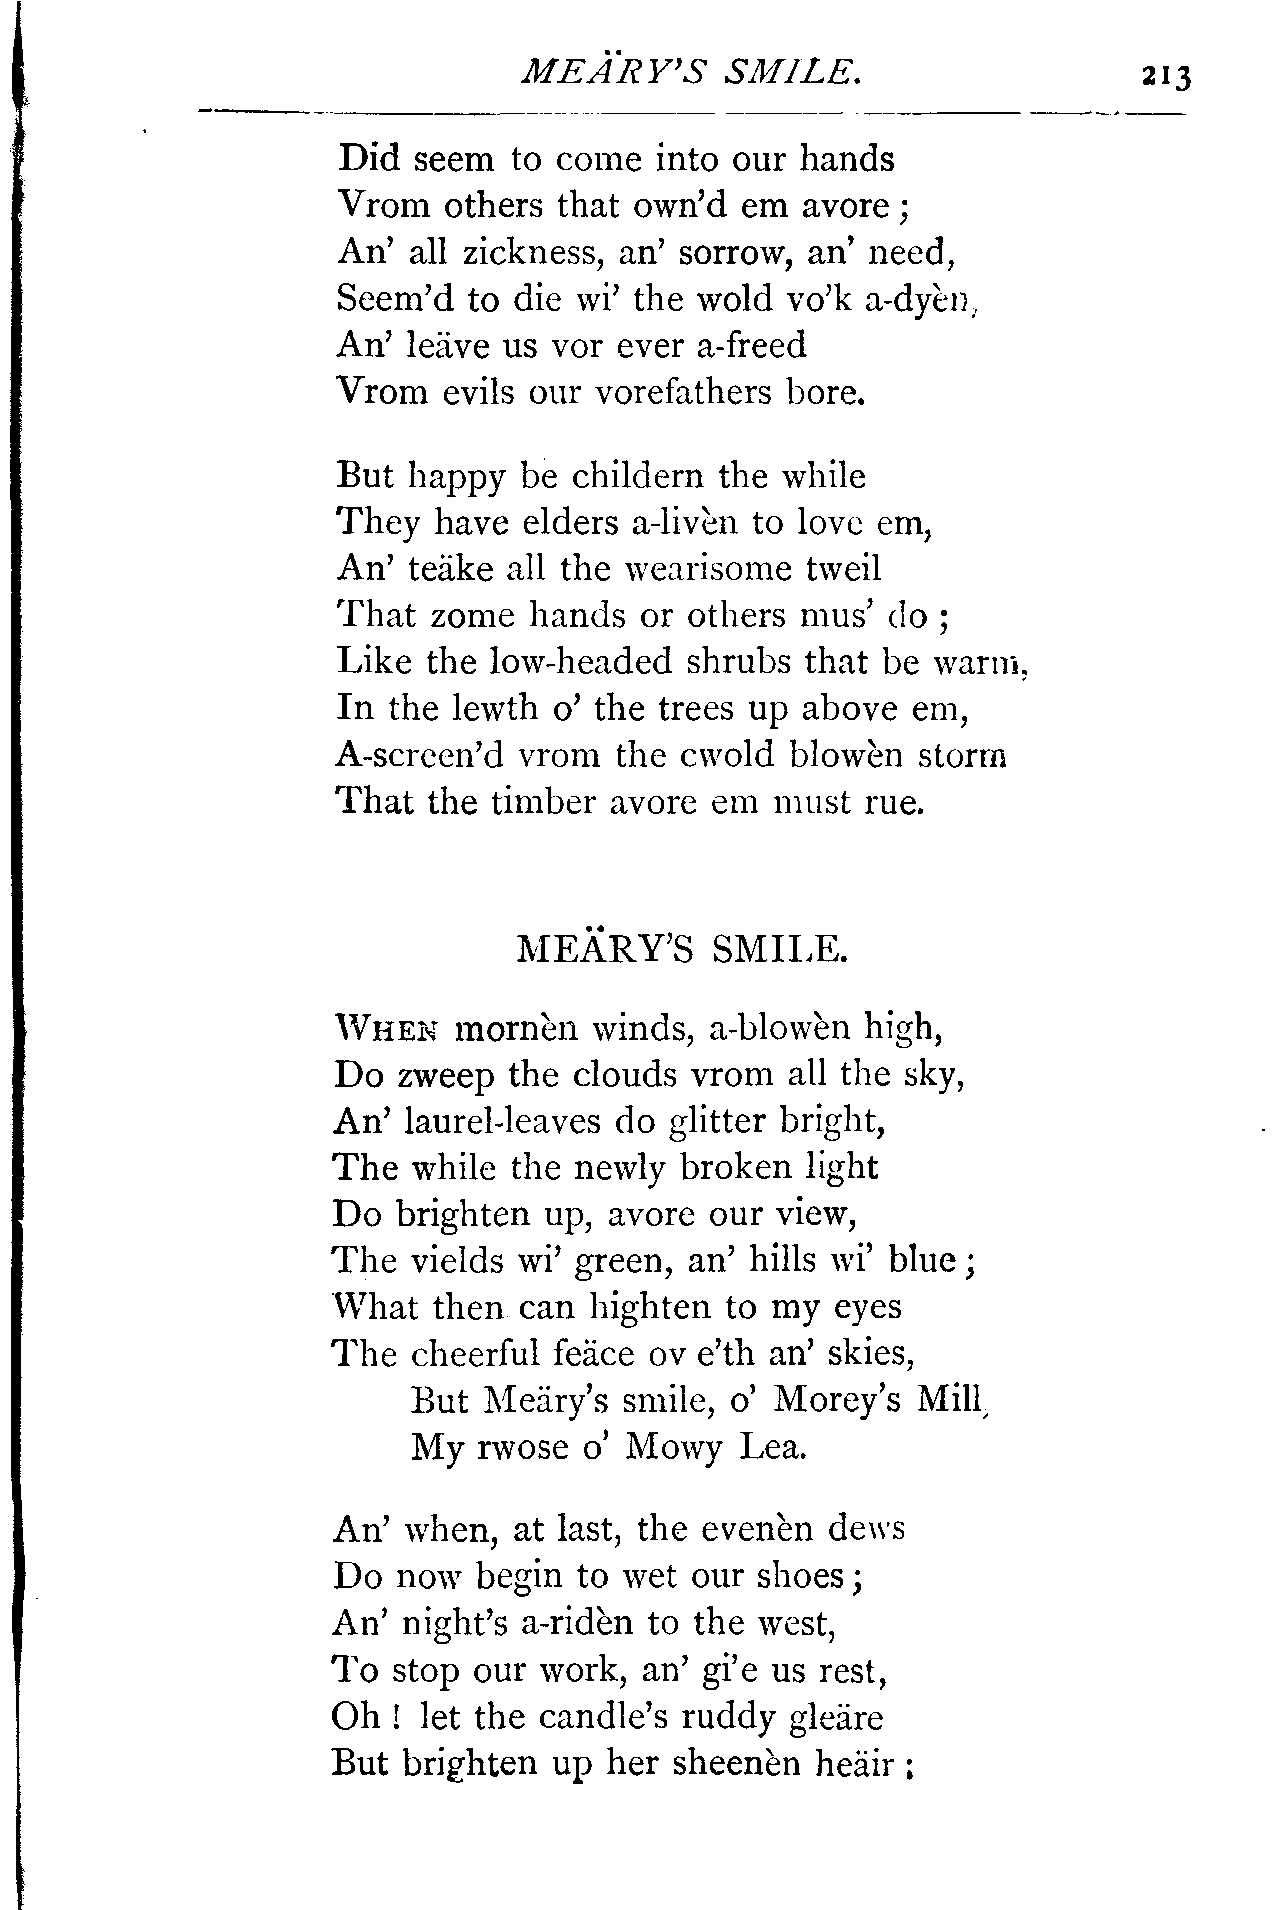 MEÄRY'S SMILE. 213
Did seem to come into our hands
Vrom others that own'd em avore;
An' all zickness, an' sorrow, an' need,
Seem'd to die wi' the wold vo'k a-dyèn,
An' leäve us vor ever a-freed
Vrom evils our vorefathers bore.
But happy be childern the while
They have elders a-livèn to love em,
An' teäke all the wearisome tweil
That zome hands or others mus' do;
Like the low-headed shrubs that be warm,
In the lewth o' the trees up above em,
A-screen'd vrom the cwold blowèn storm
That the timber avore em must rue.
MEÄRY'S SMILE.
WHEN mornèn winds, a-blowèn high,
Do zweep the clouds vrom all the sky,
An' laurel-leaves do glitter bright,
The while the newly broken light
Do brighten up, avore our view,
The vields wi' green, an' hills wi' blue;
What then can highten to my eyes
The cheerful feäce ov e'th an' skies,
But Meäry's smile, o' Morey's Mill,
My rwose o' Mowy Lea.
An' when, at last, the evenèn dews
Do now begin to wet our shoes;
An' night's a-ridèn to the west,
To stop our work, an' gi'e us rest,
Oh! let the candle's ruddy gleäre
But brighten up her sheenèn heäir;